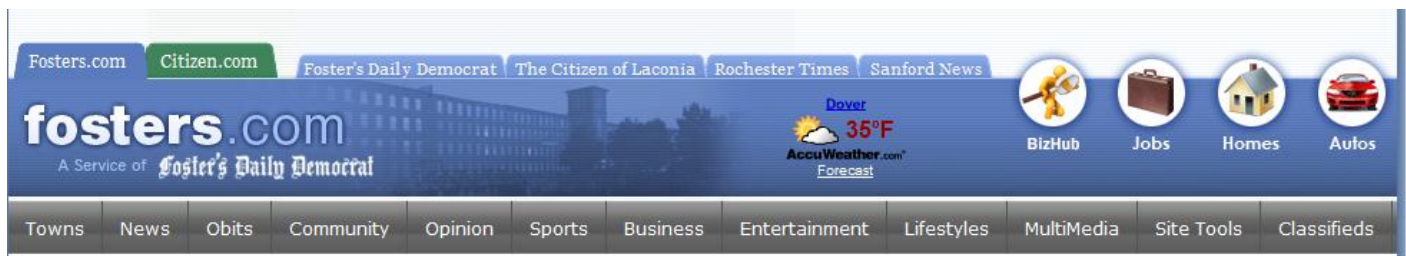 Fosters.com Citizen.com Foster's Daily Democrat The Citizen of Laconia Rochester Times Sanford News
fosters.com
A Service of Foster's Daily Democrat
Dover
35°F
AccuWeather.com
Forecast
BizHub Jobs Homes Autos
Towns News Obits Community Opinion Sports Business Entertainment Lifestyles MultiMedia Site Tools Classifieds